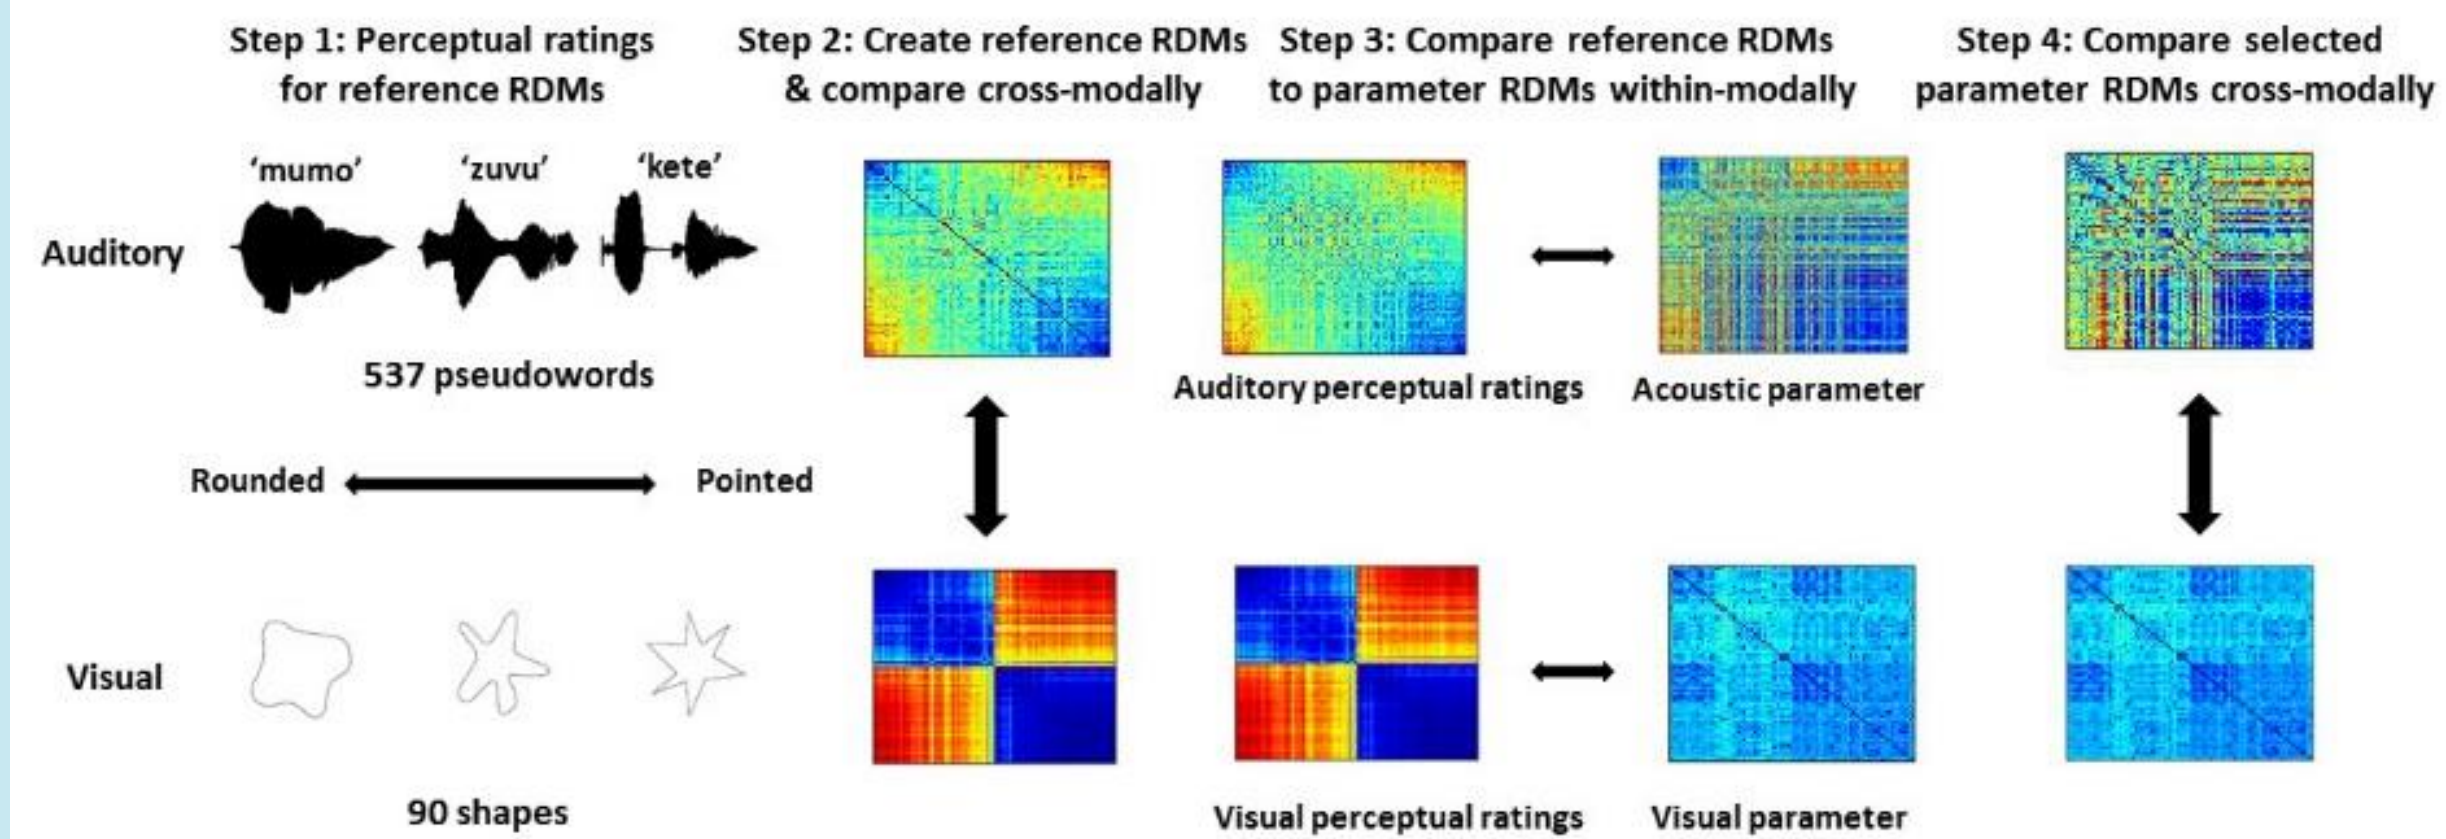 Step 1: Perceptual ratings
for reference RDMs
Step 2: Create reference RDMs
& compare cross-modally
Step 3: Compare reference RDMs
to parameter RDMs within-modally
Step 4: Compare selected
parameter RDMs cross-modally
Auditory
‘mumo’
‘zuvu’
‘kete’
537 pseudowords
Auditory perceptual ratings
Acoustic parameter
Rounded
Pointed
Visual
90 shapes
Visual perceptual ratings
Visual parameter